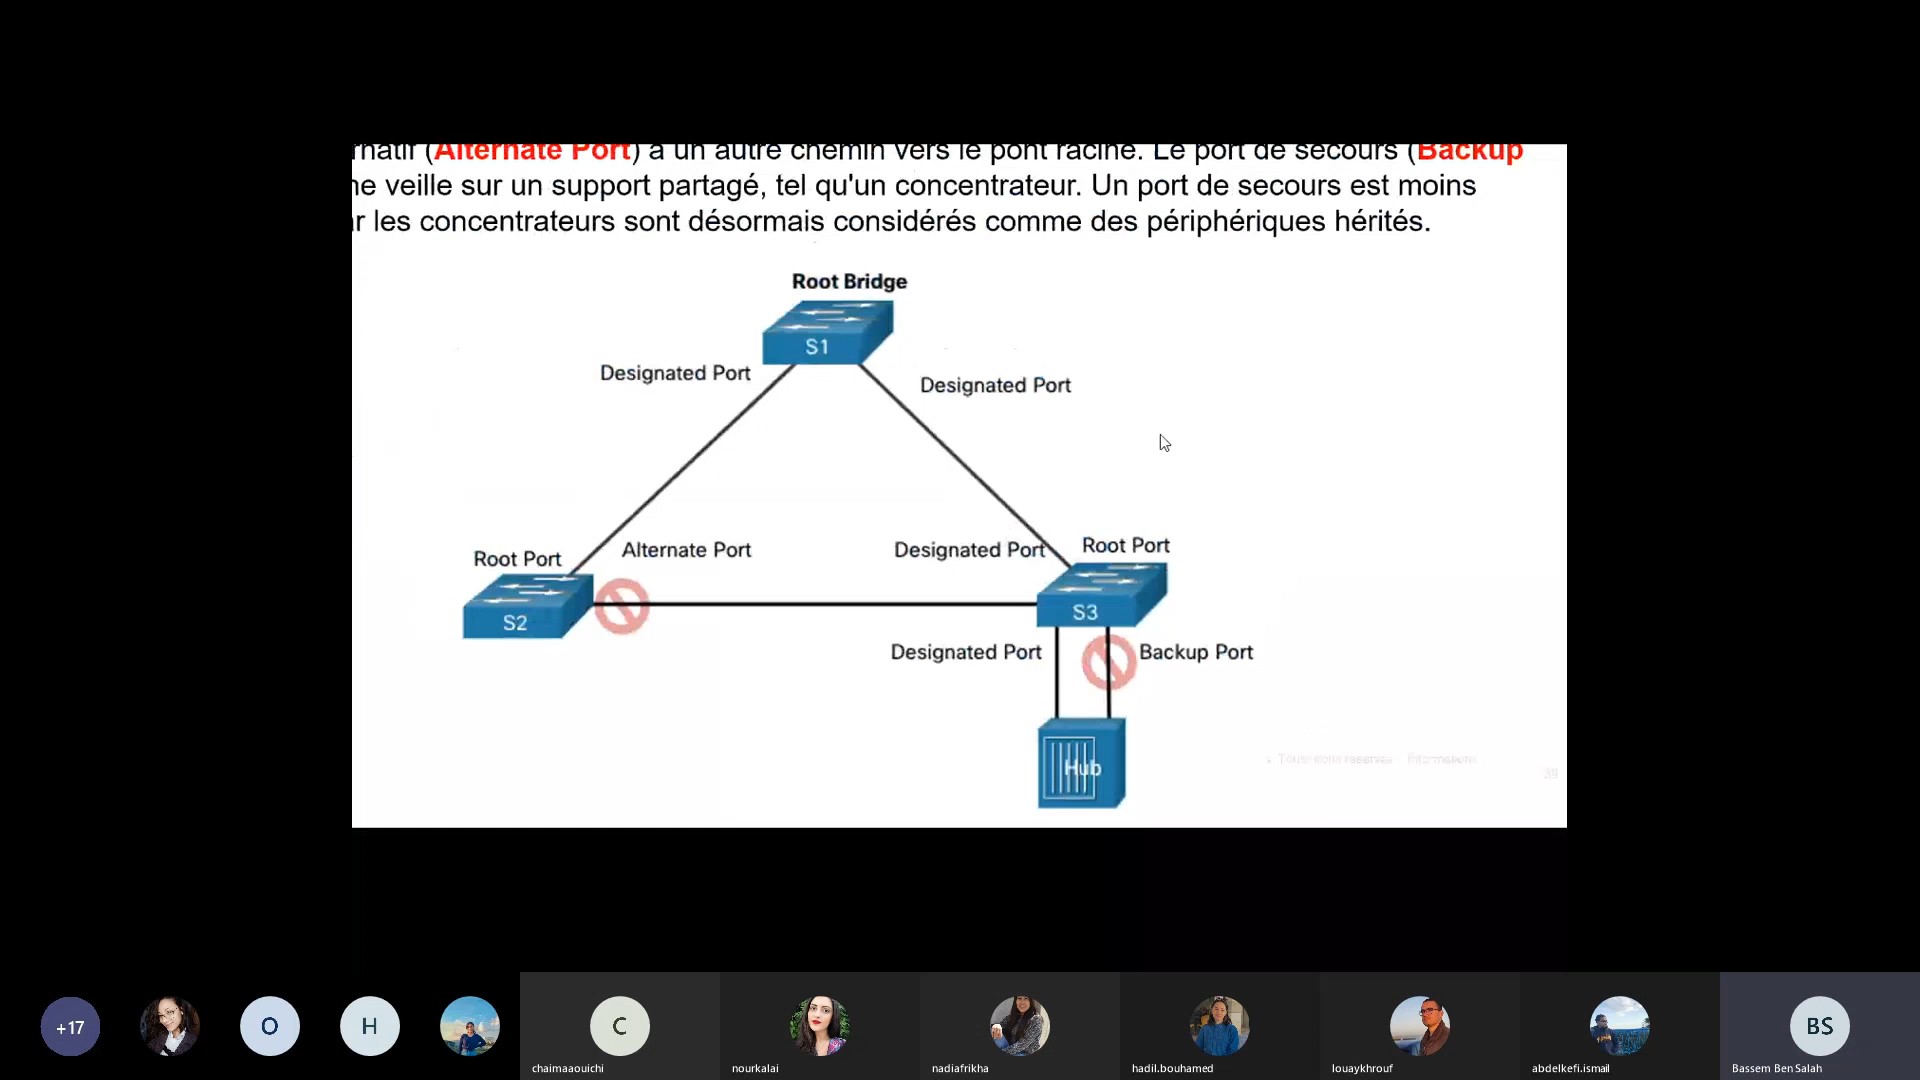 rnatif (Alternate Port) a un autre chemin vers le pont racine. Le port de secours (Backup
ne veille sur un support partagé, tel qu'un concentrateur. Un port de secours est moins
ar les concentrateurs sont désormais considérés comme des périphériques hérités.
Root Bridge
S1
Designated Port
Designated Port
Root Port
Alternate Port
Designated Port
Root Port
S2
S3
Designated Port
Backup Port
Hub
39
+17
O
H
C
BS
chaimaaouichi
nourkalai
nadiafrikha
hadil.bouhamed
louaykhrouf
abdelkefi.ismail
Bassem Ben Salah